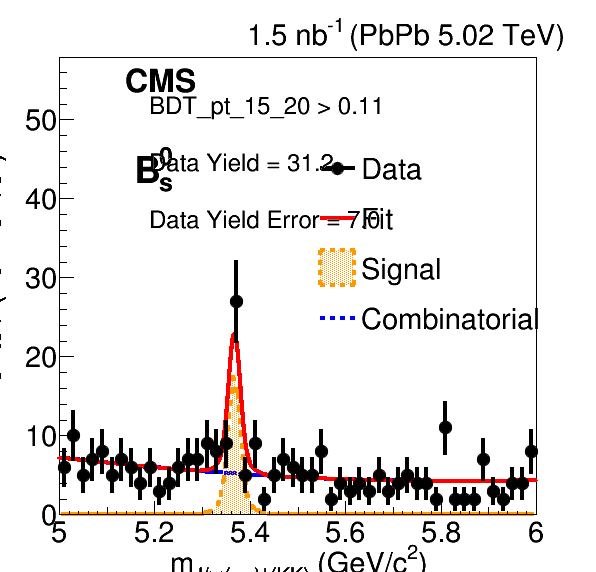 1.5 nb-1 (PbPb 5.02 TeV)
CMS
BDT_pt_15_20 > 0.11
Data Yield = 31.2
B0s
Data
Data Yield Error = 7.0
Fit
Signal
Combinatorial
50
40
30
20
10
0
5 5.2 5.4 5.6 5.8 6
m (GeV/c2)